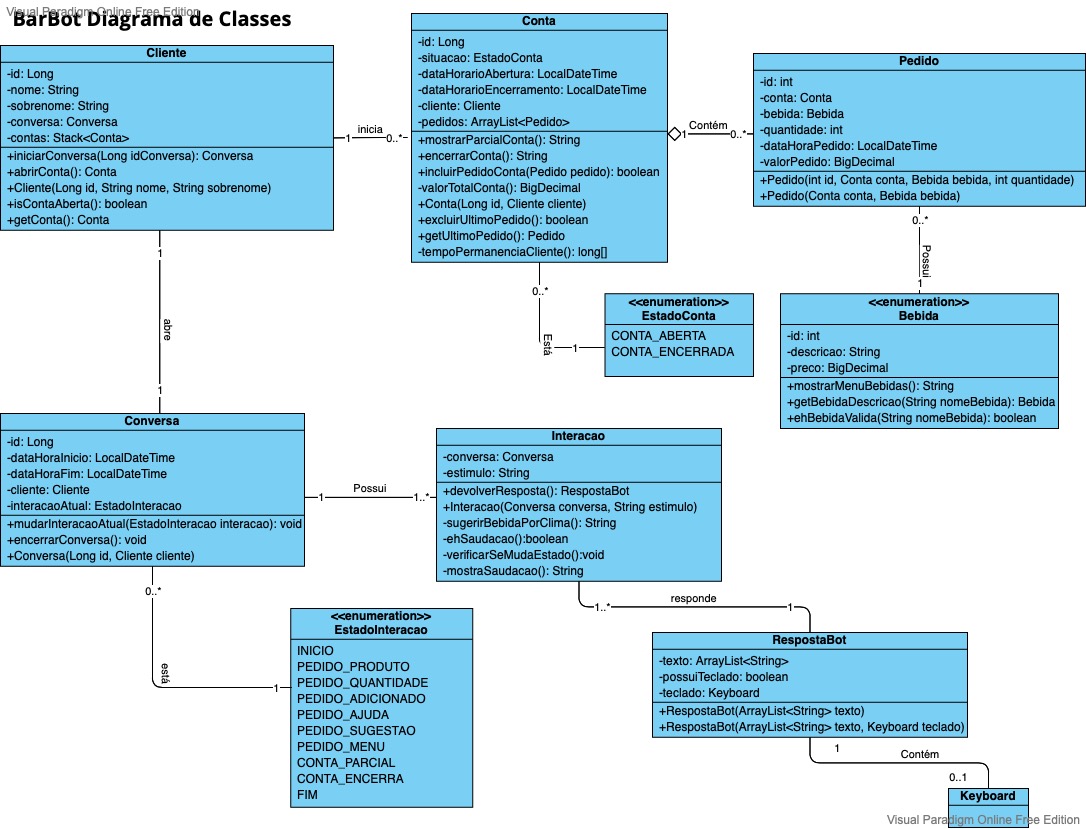 Visual Paradigm Online Free Edition
BarBot Diagrama de Classes
Cliente
-id: Long
-nome: String
-sobrenome: String
-conversa: Conversa
-contas: Stack<Conta>
+iniciarConversa(Long idConversa): Conversa
+abrirConta(): Conta
+Cliente(Long id, String nome, String sobrenome)
+isContaAberta(): boolean
+getConta(): Conta
1
inicia
0..*
Conta
-id: Long
-situacao: EstadoConta
-dataHorarioAbertura: LocalDateTime
-dataHorarioEncerramento: LocalDateTime
-cliente: Cliente
-pedidos: ArrayList<Pedido>
+mostrarParcialConta(): String
+encerrarConta(): String
+incluirPedidoConta(Pedido pedido): boolean
-valorTotalConta(): BigDecimal
+Conta(Long id, Cliente cliente)
+excluirUltimoPedido(): boolean
+getUltimoPedido(): Pedido
-tempoPermanenciaCliente(): long[]
1
Contém
0..*
Pedido
-id: int
-conta: Conta
-bebida: Bebida
-quantidade: int
-dataHoraPedido: LocalDateTime
-valorPedido: BigDecimal
+Pedido(int id, Conta conta, Bebida bebida, int quantidade)
+Pedido(Conta conta, Bebida bebida)
0..*
Possui
1
1
abre
1
0..*
Está
1
<<enumeration>>
EstadoConta
CONTA_ABERTA
CONTA_ENCERRADA
<<enumeration>>
Bebida
-id: int
-descricao: String
-preco: BigDecimal
+mostrarMenuBebidas(): String
+getBebidaDescricao(String nomeBebida): Bebida
+ehBebidaValida(String nomeBebida): boolean
Conversa
-id: Long
-dataHoraInicio: LocalDateTime
-dataHoraFim: LocalDateTime
-cliente: Cliente
-interacaoAtual: EstadoInteracao
+mudarInteracaoAtual(EstadoInteracao interacao): void
+encerrarConversa(): void
+Conversa(Long id, Cliente cliente)
1
Possui
1..*
Interacao
-conversa: Conversa
-estimulo: String
+devolverResposta(): RespostaBot
+Interacao(Conversa conversa, String estimulo)
-sugerirBebidaPorClima(): String
-ehSaudacao():boolean
-verificarSeMudaEstado():void
-mostraSaudacao(): String
0..*
está
1
<<enumeration>>
EstadoInteracao
INICIO
PEDIDO_PRODUTO
PEDIDO_QUANTIDADE
PEDIDO_ADICIONADO
PEDIDO_AJUDA
PEDIDO_SUGESTAO
PEDIDO_MENU
CONTA_PARCIAL
CONTA_ENCERRA
FIM
1..*
responde
1
RespostaBot
-texto: ArrayList<String>
-possuiTeclado: boolean
-teclado: Keyboard
+RespostaBot(ArrayList<String> texto)
+RespostaBot(ArrayList<String> texto, Keyboard teclado)
1
Contém
0..1
Keyboard
Visual Paradigm Online Free Edition